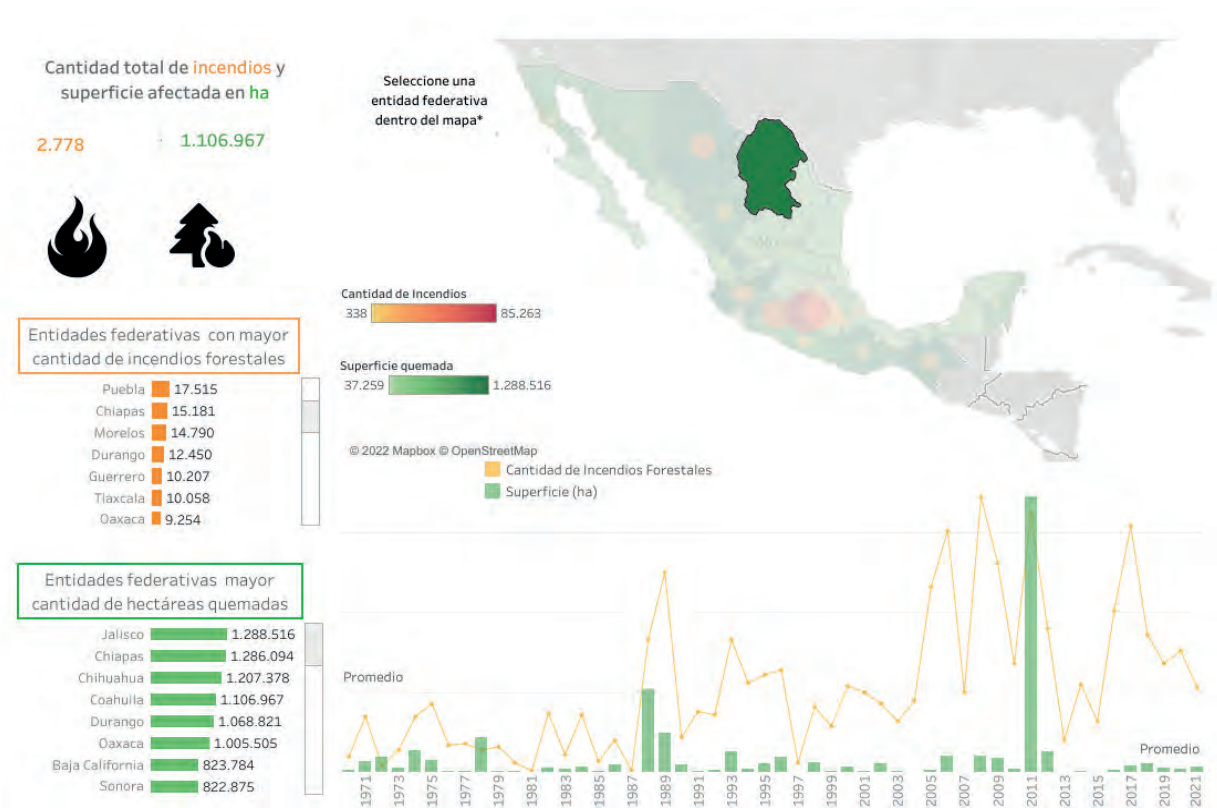 Cantidad total de incendios y
superficie afectada en ha
2.778
1.106.967
Seleccione una
entidad federativa
dentro del mapa*
Cantidad de Incendios
338
85.263
Superficie quemada
37.259
1.288.516
© 2022 Mapbox © OpenStreetMap
Entidades federativas con mayor
cantidad de incendios forestales
Puebla 17.515
Chiapas 15.181
Morelos 14.790
Durango 12.450
Guerrero 10.207
Tlaxcala 10.058
Oaxaca 9.254
Entidades federativas mayor
cantidad de hectáreas quemadas
Jalisco 1.288.516
Chiapas 1.286.094
Chihuahua 1.207.378
Coahulla 1.106.967
Durango 1.068.821
Oaxaca 1.005.505
Baja California 823.784
Sonora 822.875
Cantidad de Incendios Forestales
Superficie (ha)
Promedio
Promedio
1971 1973 1975 1977 1979 1981 1983 1985 1987 1989 1991 1993 1995 1997 1999 2001 2003 2005 2007 2009 2011 2013 2015 2017 2019 2021